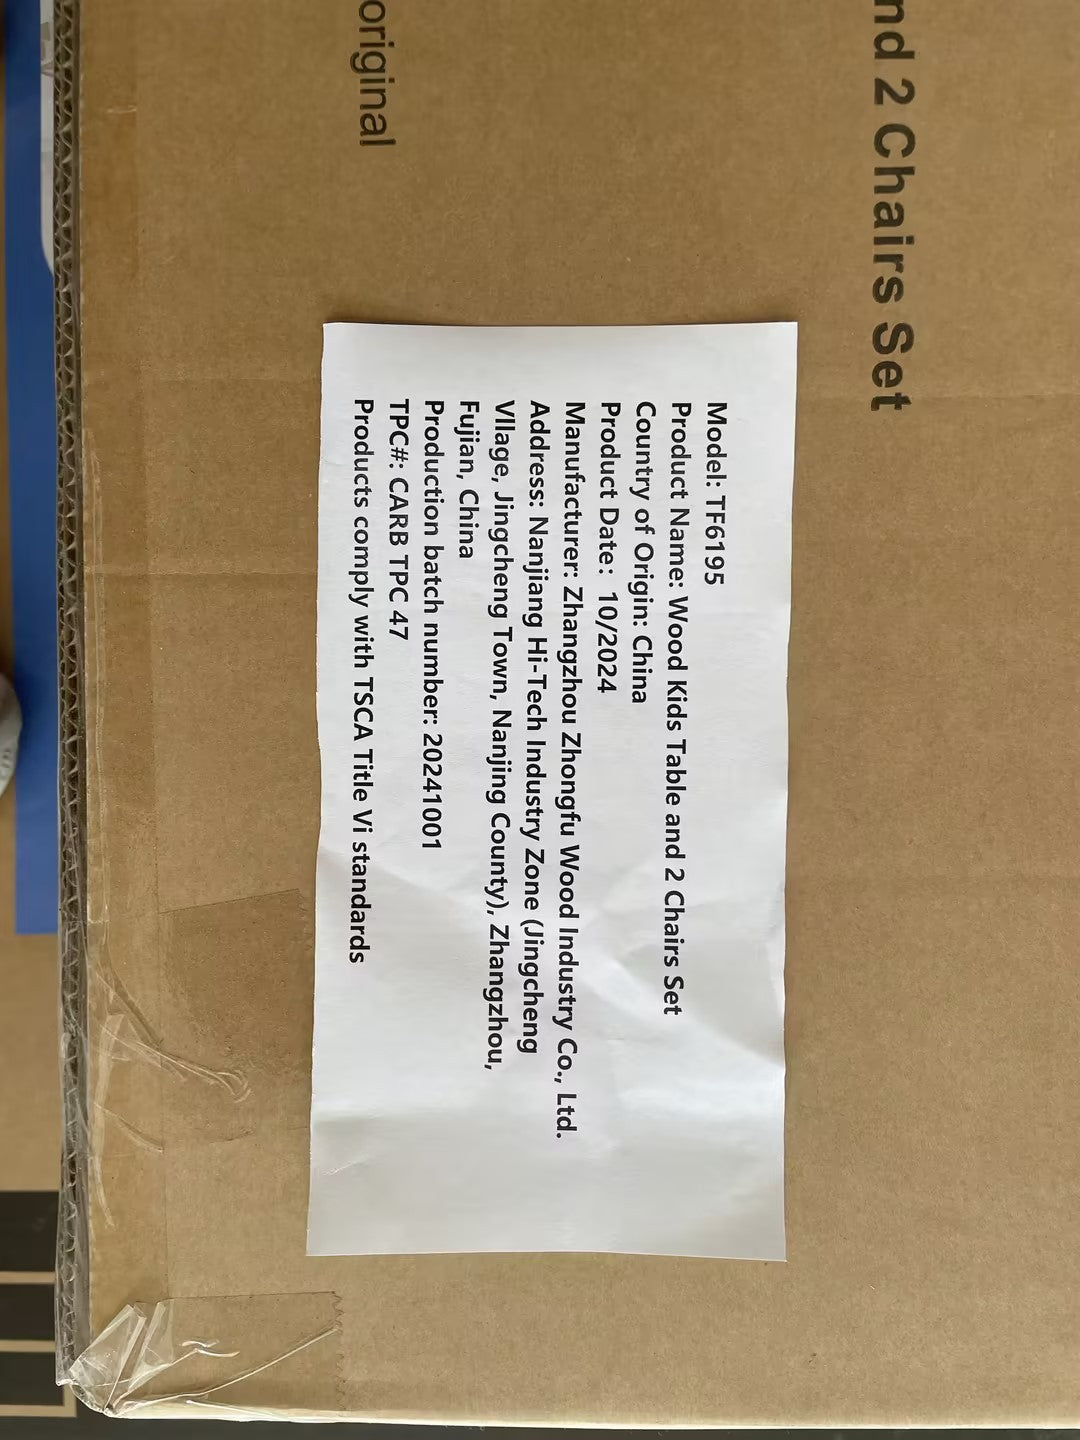 nd 2 Chairs Set
original
Model: TF6195
Product Name: Wood Kids Table and 2 Chairs Set
Country of Origin: China
Product Date: 10/2024
Manufacturer: Zhangzhou Zhongfu Wood Industry Co., Ltd.
Address: Nanjiang Hi-Tech Industry Zone (Jingcheng
Vllage, Jingcheng Town, Nanjing County), Zhangzhou,
Fujian, China
Production batch number: 20241001
TPC#: CARB TPC 47
Products comply with TSCA Title Vi standards